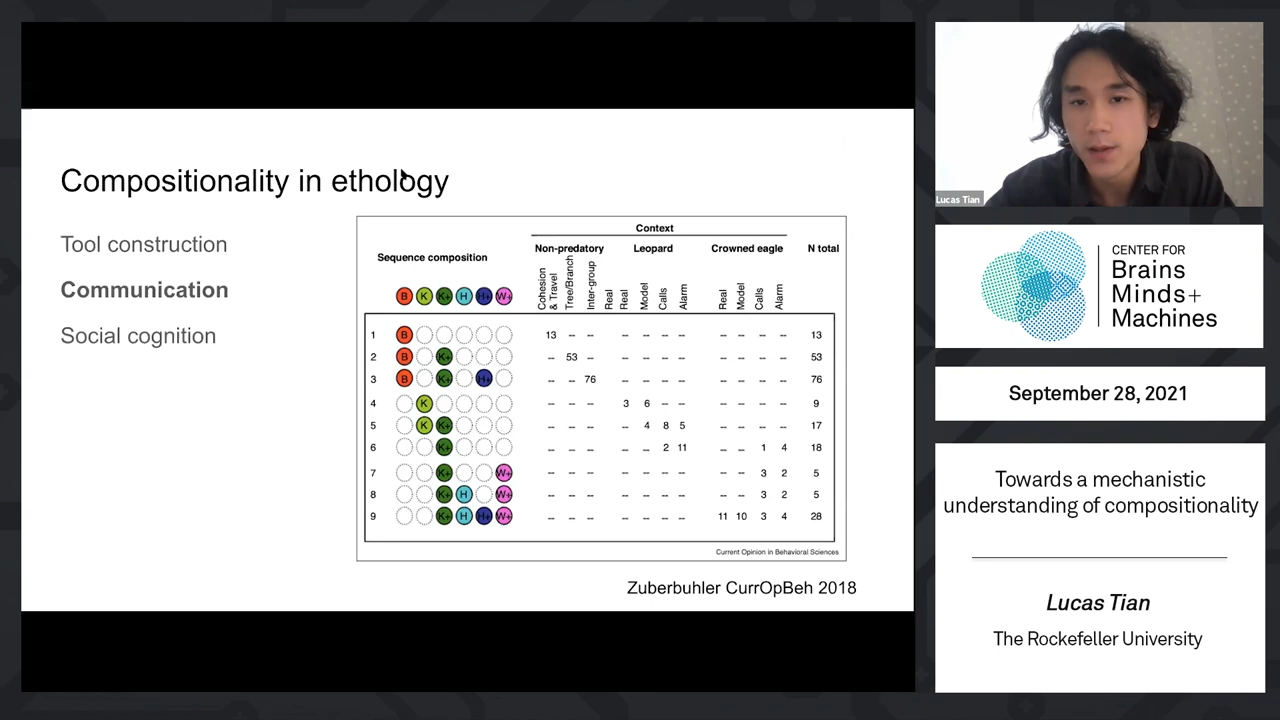 Compositionality in ethology
Tool construction
Communication
Social cognition
Context
Sequence composition
Non-predatory Leopard Crowned eagle N total
Cohesion & Travel
Tree/Branch
Inter-group
Real
Real
Model
Calls
Alarm
Real
Model
Calls
Alarm
B K K+ H H+ W+
1 B 13 -- -- -- -- -- -- -- -- -- -- 13
2 B K+ -- 53 -- -- -- -- -- -- -- -- 53
3 B K+ H+ -- -- 76 -- -- -- -- -- -- -- 76
4 K -- -- -- 3 6 -- -- -- -- -- -- 9
5 K K+ -- -- -- -- 4 8 5 -- -- -- -- 17
6 K+ -- -- -- -- -- 2 11 -- -- 1 4 18
7 K+ W+ -- -- -- -- -- -- -- -- -- 3 2 5
8 K+ H W+ -- -- -- -- -- -- -- -- -- 3 2 5
9 K+ H H+ W+ -- -- -- -- -- -- -- 11 10 3 4 28
Current Opinion in Behavioral Sciences
Zuberbuhler CurrOpBeh 2018
Lucas Tian
CENTER FOR
Brains
Minds+
Machines
September 28, 2021
Towards a mechanistic
understanding of compositionality
Lucas Tian
The Rockefeller University